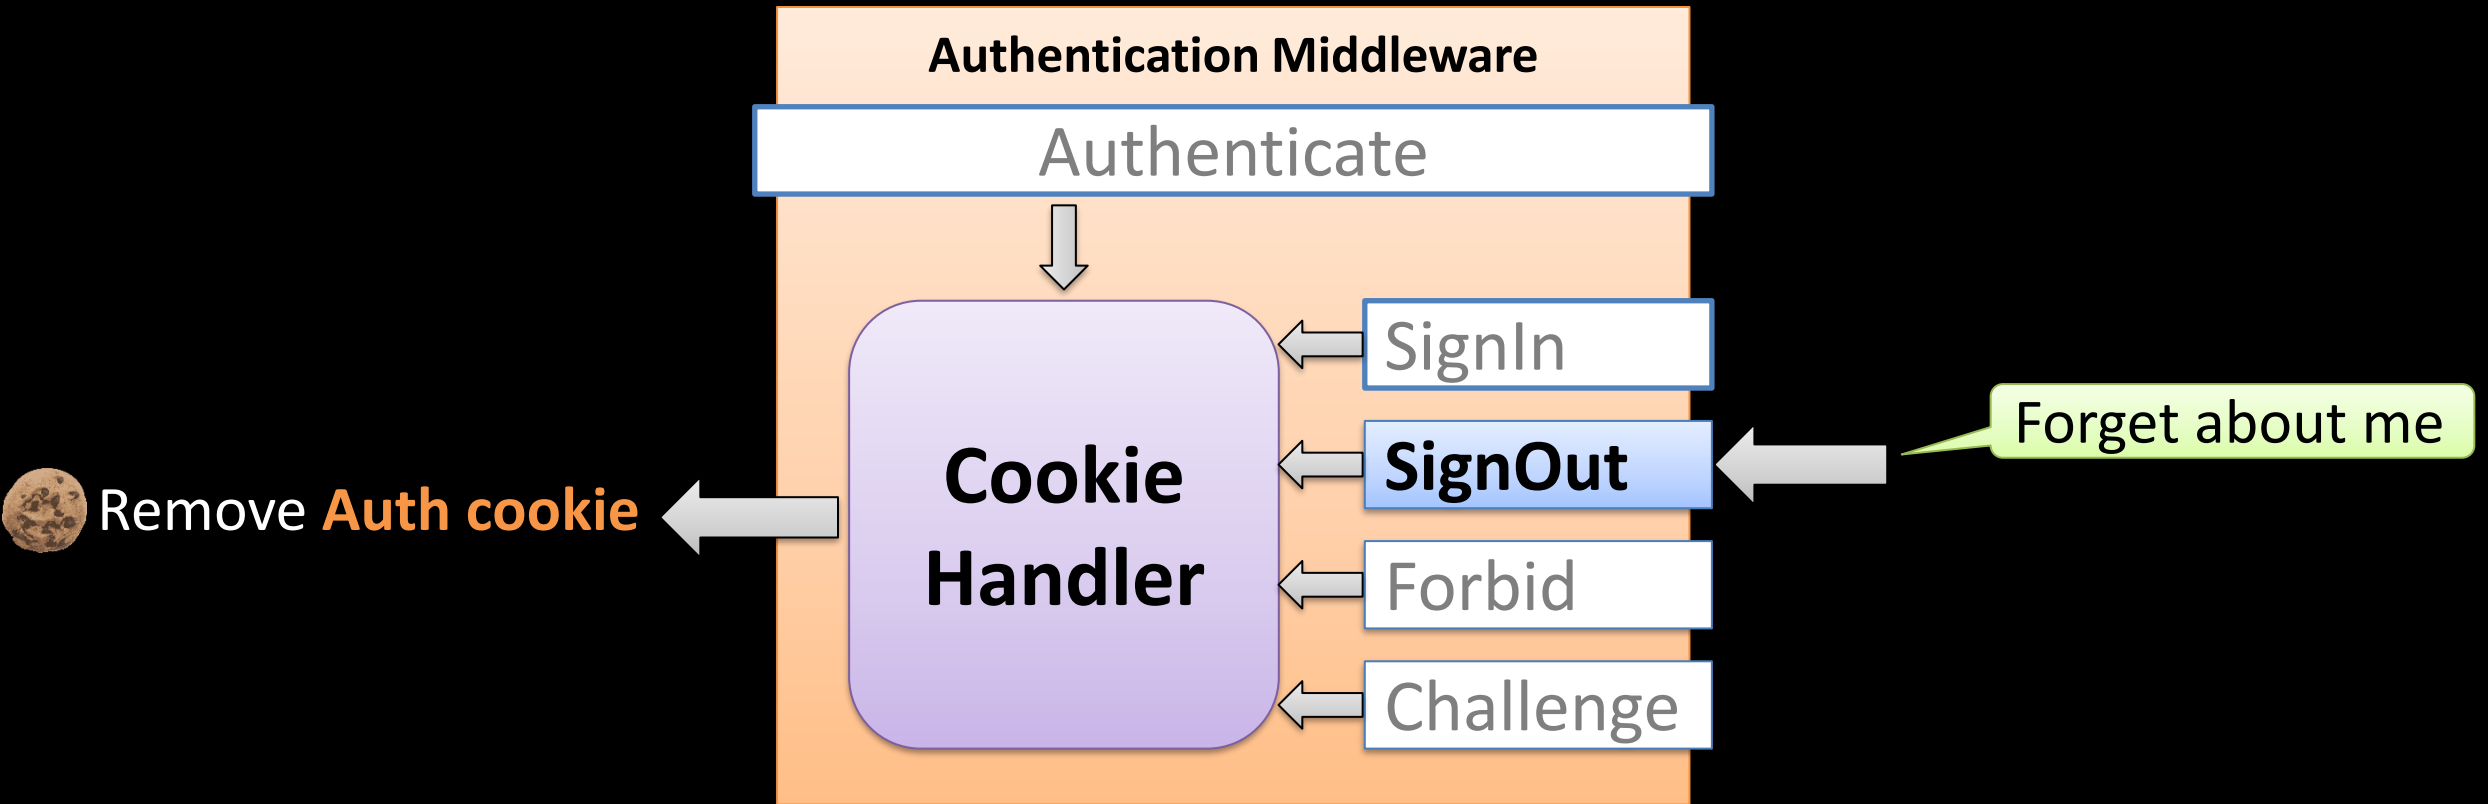 Authentication Middleware
Authenticate
SignIn
Forget about me
SignOut
Cookie
Handler
Remove Auth cookie
Forbid
Challenge